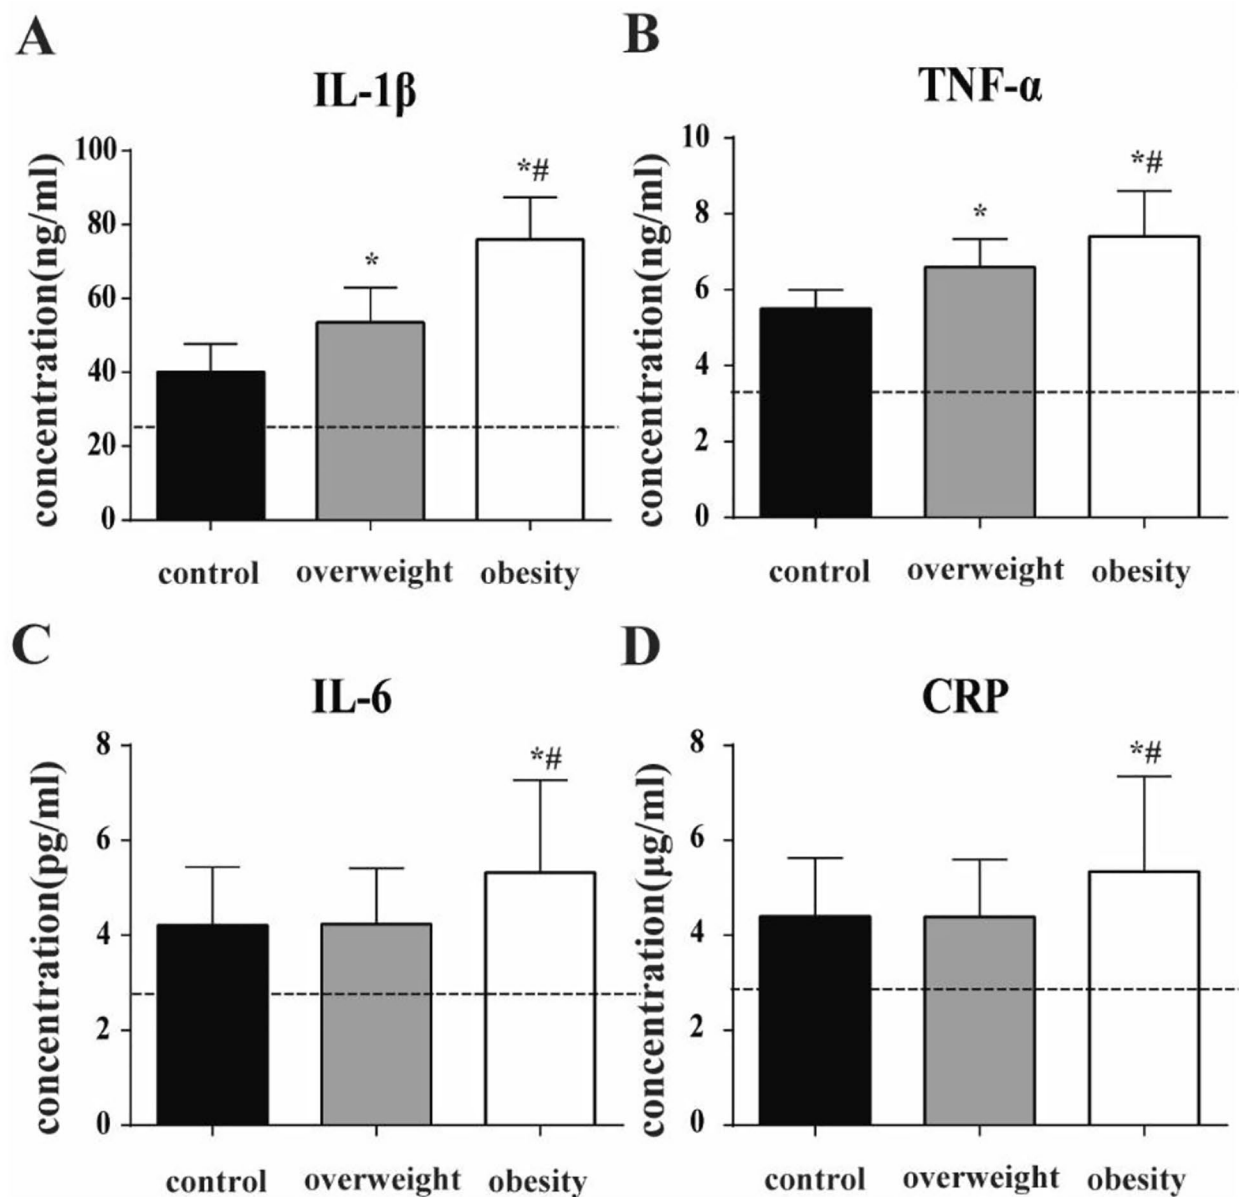 A
IL-1β
concentration(ng/ml)
100
80
60
40
20
0
*
*#
control
overweight
obesity
B
TNF-α
concentration(ng/ml)
10
8
6
4
2
0
*
*#
control
overweight
obesity
C
IL-6
concentration(pg/ml)
8
6
4
2
0
*#
control
overweight
obesity
D
CRP
concentration(μg/ml)
8
6
4
2
0
*#
control
overweight
obesity